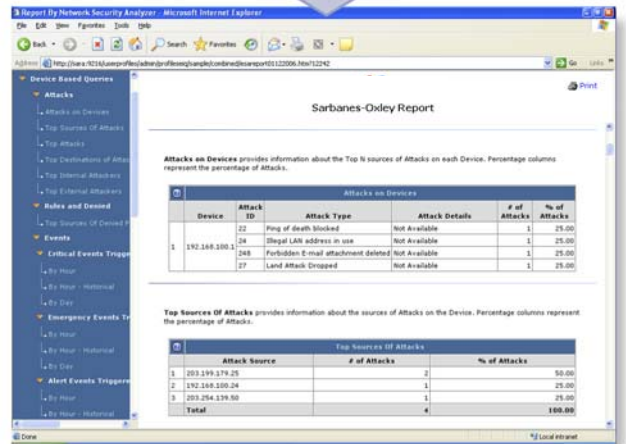 Report By Network Security Analyzer - Microsoft Internet Explorer
File Edit View Favorites Tools Help
Back Search Favorites
Address http://sara:9216/userprofiles/admin/profileseig/sample/combined/esareport01122006.htm/12242 Go Links
Device Based Queries
Attacks
Attacks on Devices
Top Sources Of Attacks
Top Attacks
Top Destinations of Attac
Top Internal Attackers
Top External Attackers
Rules and Denied
Top Sources Of Denied
Events
Critical Events Trigge
By Hour
By Hour - Historical
By Day
Emergency Events Tr
By Hour
By Hour - Historical
By Day
Alert Events Triggere
By Hour
By Hour - Historical
Print
Sarbanes-Oxley Report
Attacks on Devices provides information about the Top N sources of Attacks on each Device. Percentage columns
represent the percentage of Attacks.
Attacks on Devices
Device Attack ID Attack Type Attack Details # of Attacks % of Attacks
1 192.168.100.1 22 Ping of death blocked Not Available 1 25.00
24 Illegal LAN address in use Not Available 1 25.00
248 Forbidden E-mail attachment deleted Not Available 1 25.00
27 Land Attack Dropped Not Available 1 25.00
Top Sources Of Attacks provides information about the sources of Attacks on the Device. Percentage columns represent
the percentage of Attacks.
Top Sources Of Attacks
Attack Source # of Attacks % of Attacks
1 203.199.179.25 2 50.00
2 192.168.100.24 1 25.00
3 203.254.139.50 1 25.00
Total 4 100.00
Done Local intranet